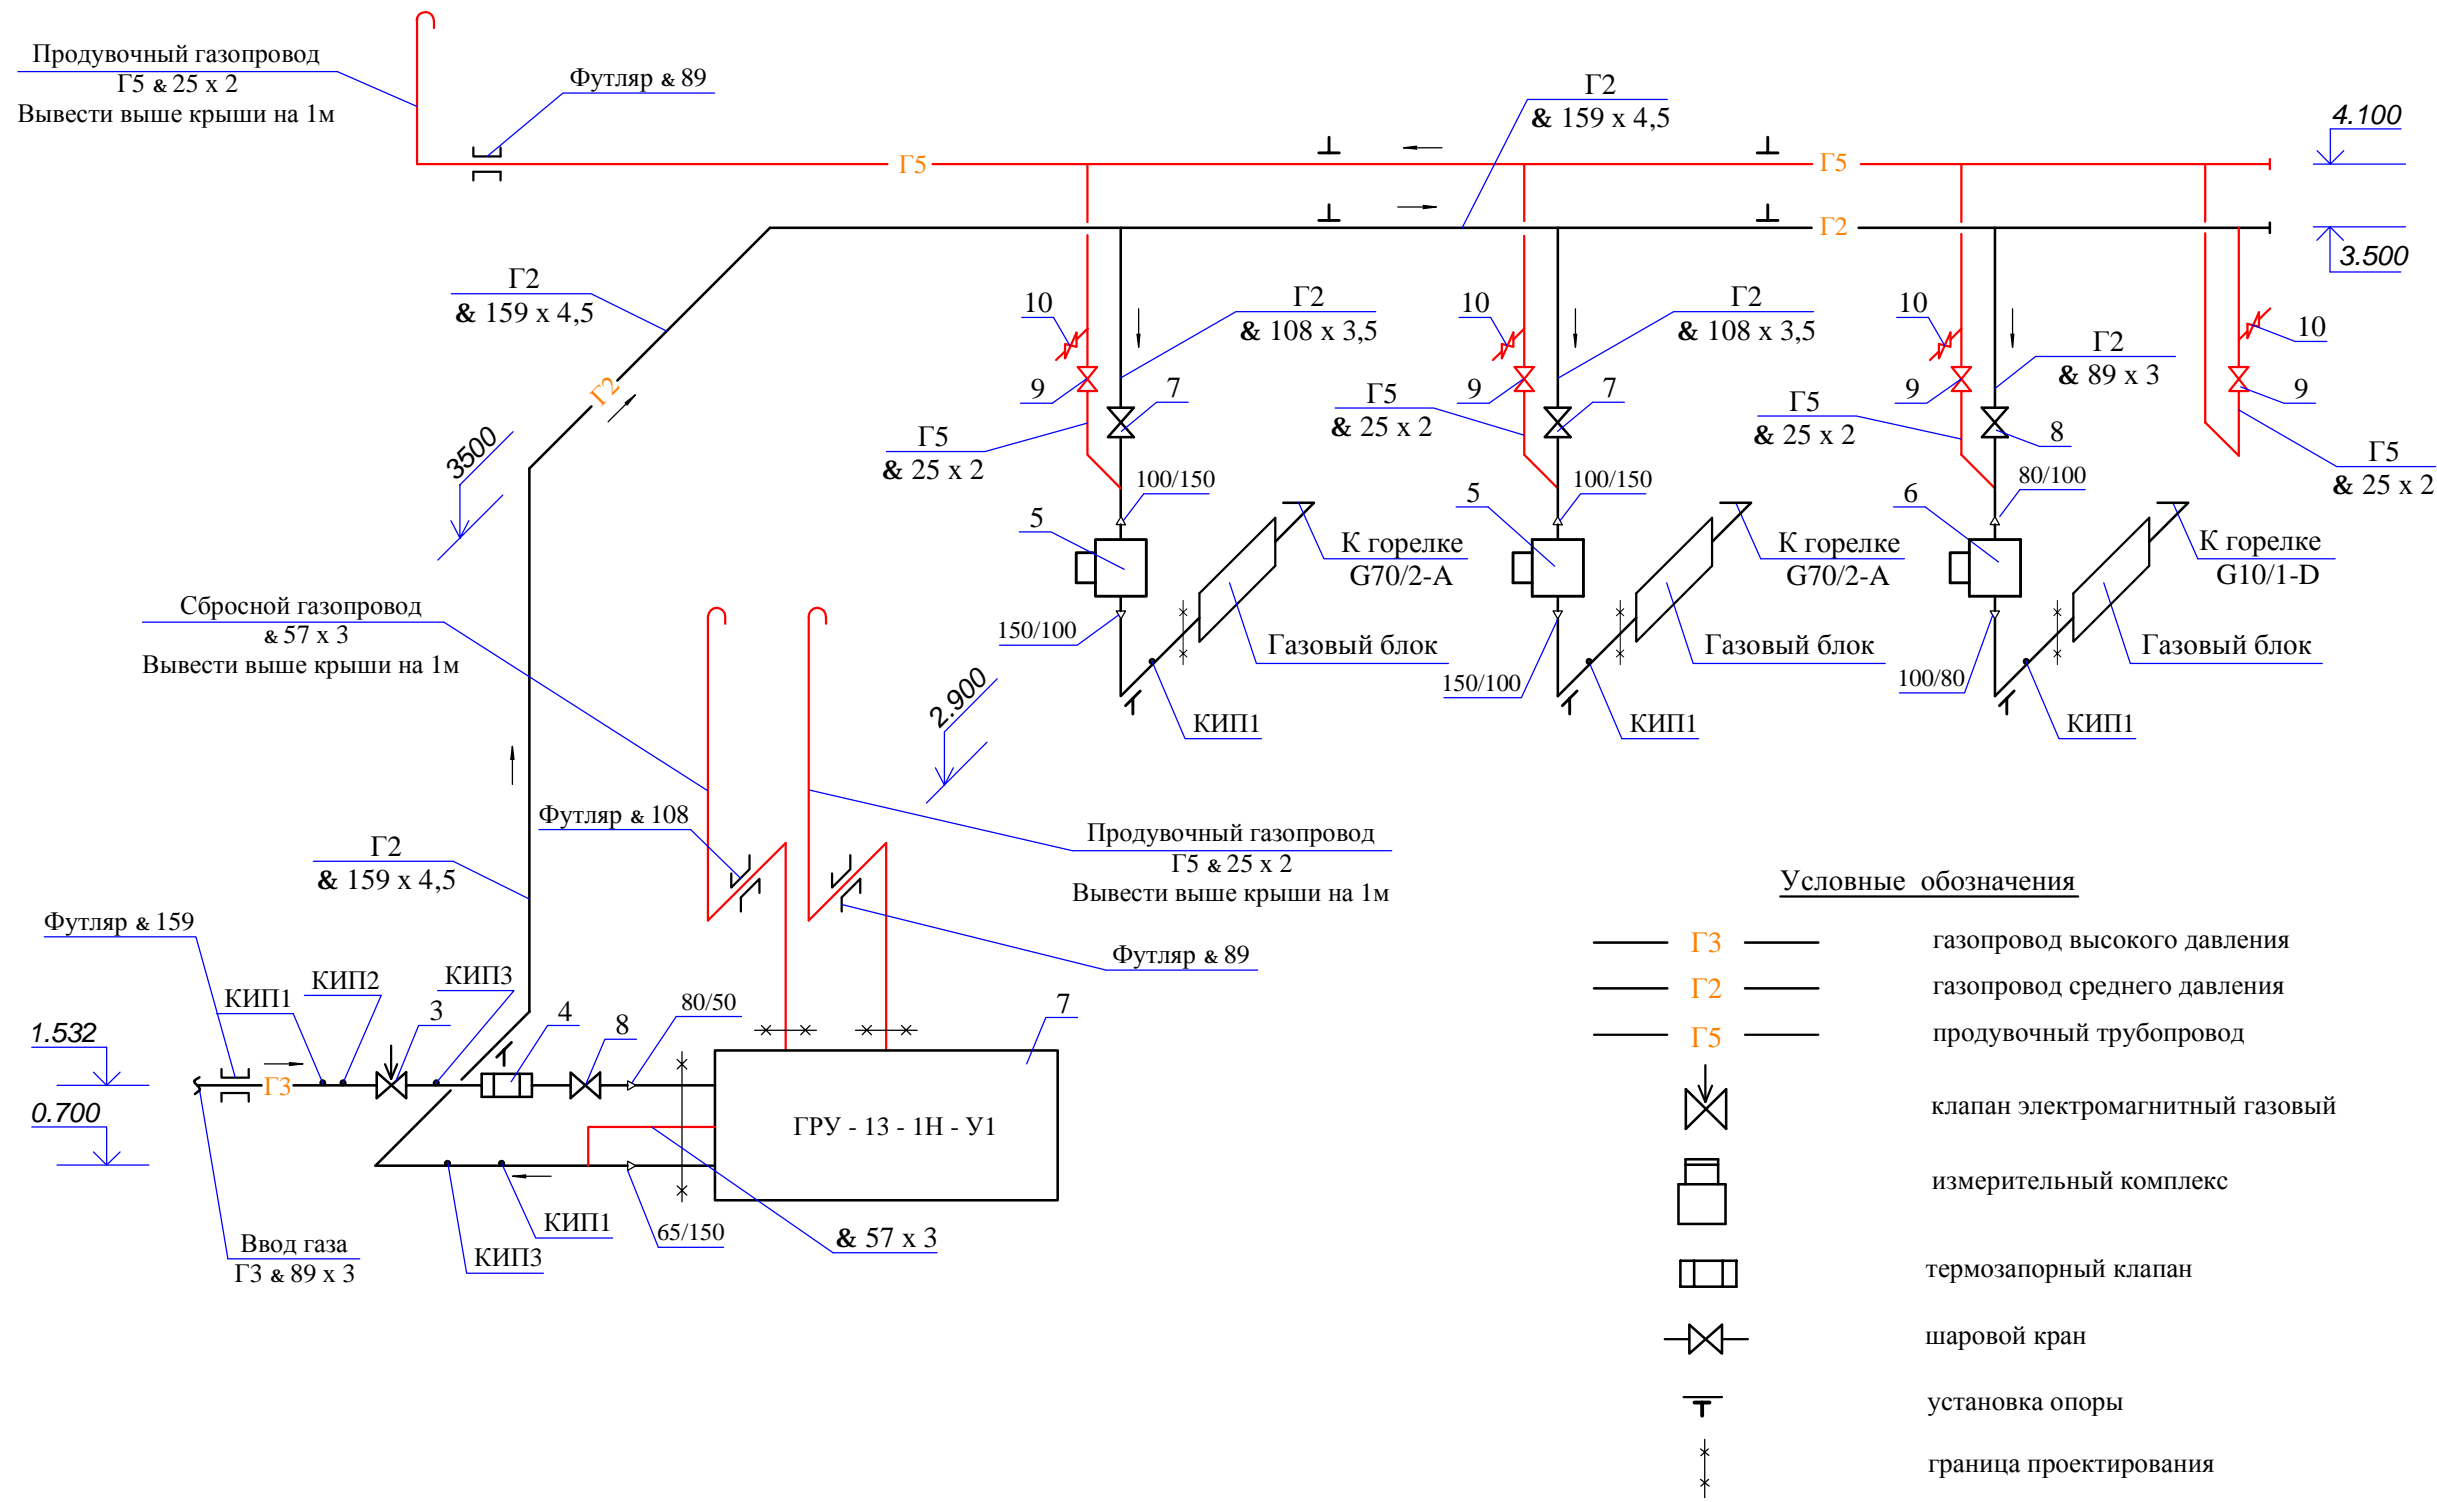 Продувочный газопровод
Г5 & 25 x 2
Вывести выше крыши на 1м
Футляр & 89
Г2
& 159 x 4,5
4.100
Г5
Г5
Г2
3.500
Г2
& 159 x 4,5
Г2
10
Г2
& 108 x 3,5
10
Г2
& 108 x 3,5
10
Г2
& 89 x 3
10
9
7
9
7
9
8
9
Г5
& 25 x 2
Г5
& 25 x 2
Г5
& 25 x 2
Г5
& 25 x 2
3500
100/150
100/150
80/100
5
5
6
К горелке
G70/2-A
К горелке
G70/2-A
К горелке
G10/1-D
150/100
150/100
100/80
Газовый блок
Газовый блок
Газовый блок
КИП1
КИП1
КИП1
Сбросной газопровод
& 57 x 3
Вывести выше крыши на 1м
2.900
Футляр & 108
Продувочный газопровод
Г5 & 25 x 2
Вывести выше крыши на 1м
Футляр & 89
Г2
& 159 x 4,5
Футляр & 159
КИП1
КИП2
КИП3
3
4
8
80/50
7
1.532
Г3
0.700
ГРУ - 13 - 1Н - У1
КИП1
КИП3
65/150
& 57 x 3
Ввод газа
Г3 & 89 x 3
Условные обозначения
Г3 газопровод высокого давления
Г2 газопровод среднего давления
Г5 продувочный трубопровод
клапан электромагнитный газовый
измерительный комплекс
термозапорный клапан
шаровой кран
установка опоры
граница проектирования